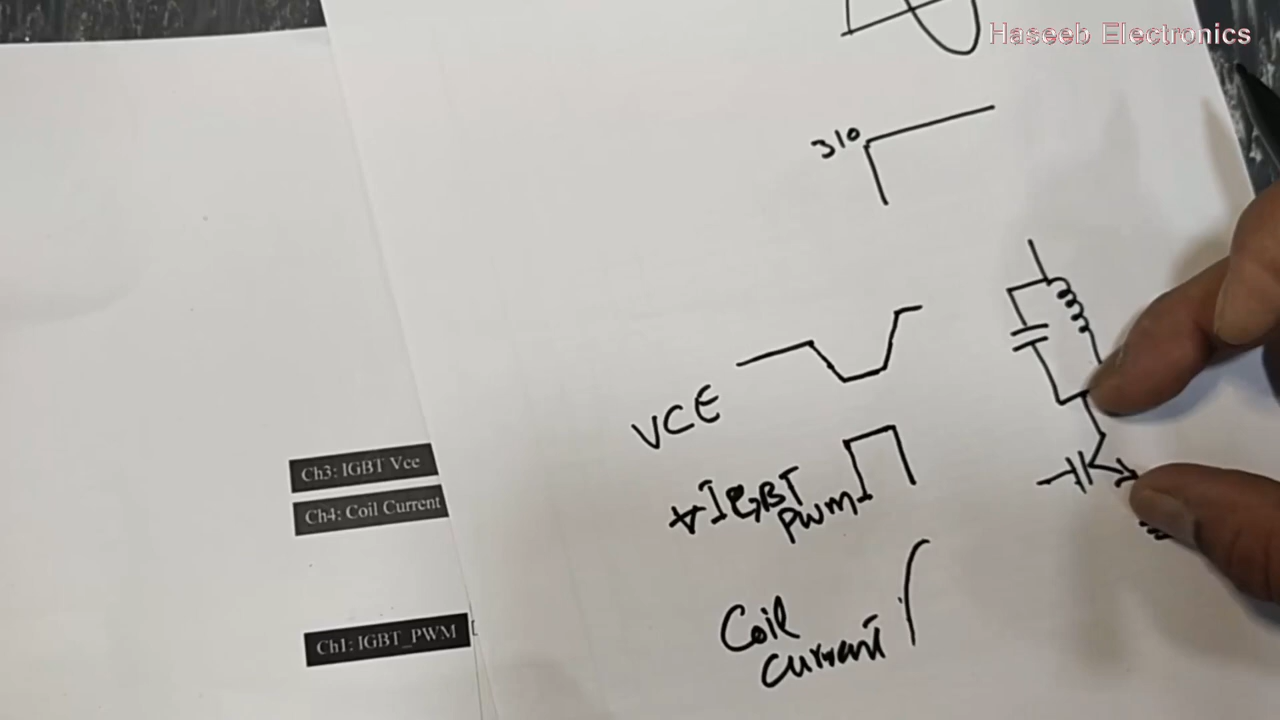 Haseeb Electronics
310
VCE
Ch3: IGBT Vce
Ch4: Coil Current
IGBT
PWM
Ch1: IGBT_PWM
Coil
Current